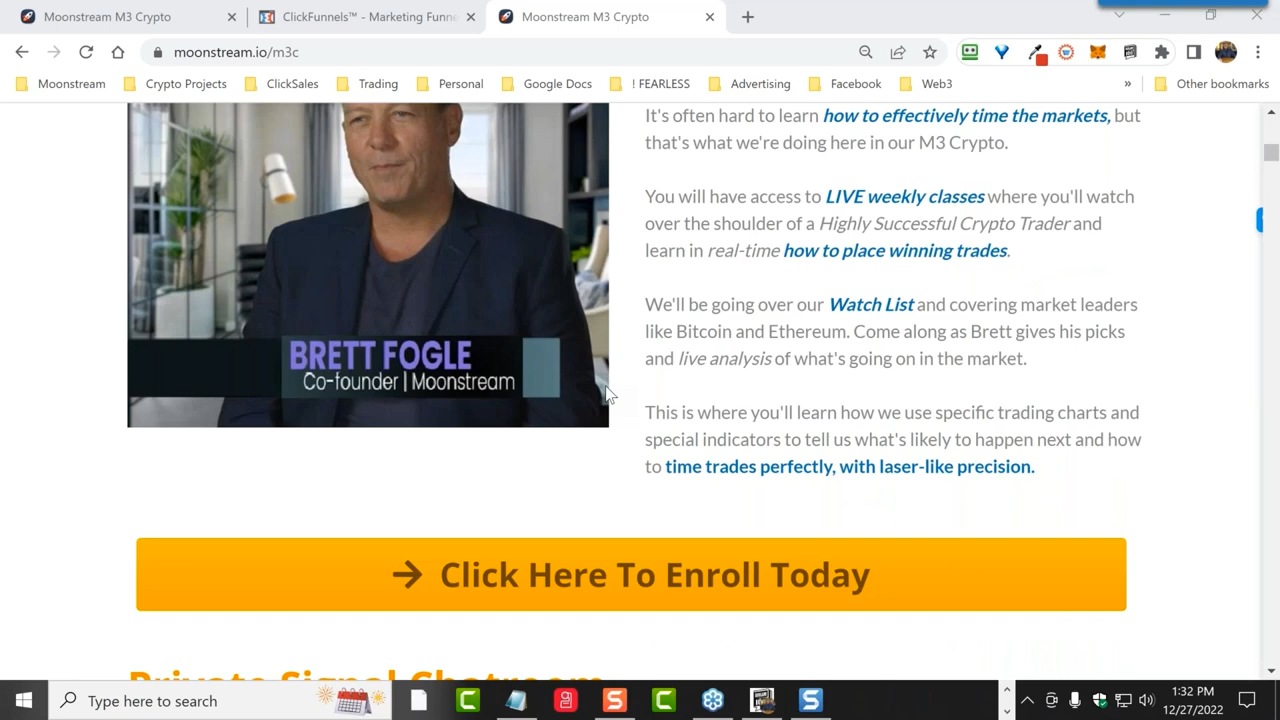 Moonstream M3 Crypto
ClickFunnels™ - Marketing Funne
Moonstream M3 Crypto
moonstream.io/m3c
Moonstream
Crypto Projects
ClickSales
Trading
Personal
Google Docs
! FEARLESS
Advertising
Facebook
Web3
»
Other bookmarks
It's often hard to learn how to effectively time the markets, but
that's what we're doing here in our M3 Crypto.
You will have access to LIVE weekly classes where you'll watch
over the shoulder of a Highly Successful Crypto Trader and
learn in real-time how to place winning trades.
We'll be going over our Watch List and covering market leaders
like Bitcoin and Ethereum. Come along as Brett gives his picks
and live analysis of what's going on in the market.
This is where you'll learn how we use specific trading charts and
special indicators to tell us what's likely to happen next and how
to time trades perfectly, with laser-like precision.
BRETT FOGLE
Co-founder | Moonstream
Click Here To Enroll Today
Private Signal Chatroom
Type here to search
1:32 PM
12/27/2022